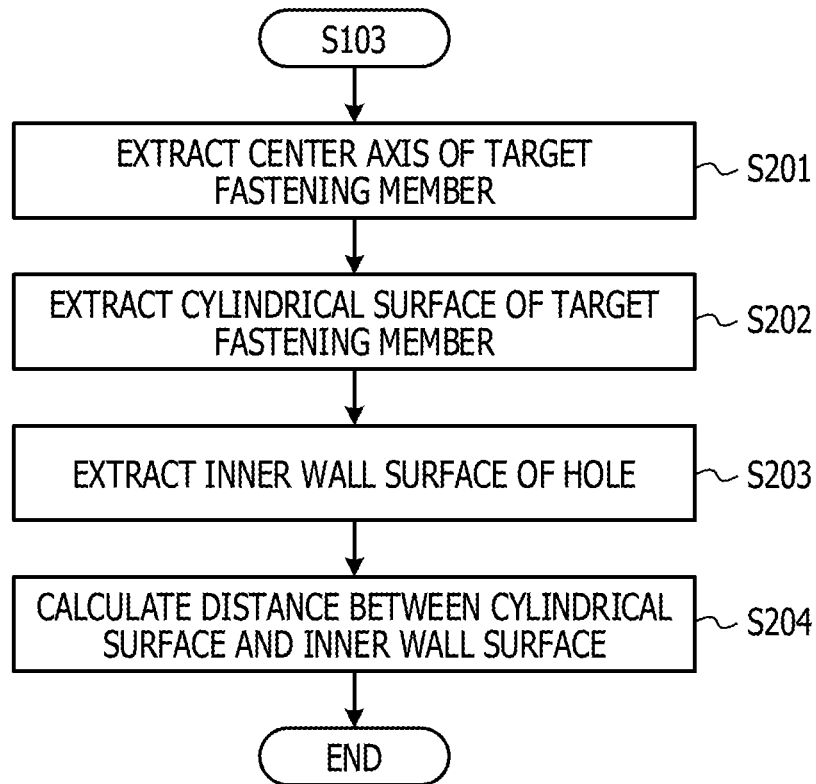 S103
EXTRACT CENTER AXIS OF TARGET
FASTENING MEMBER
S201
EXTRACT CYLINDRICAL SURFACE OF TARGET
FASTENING MEMBER
S202
EXTRACT INNER WALL SURFACE OF HOLE
S203
CALCULATE DISTANCE BETWEEN CYLINDRICAL
SURFACE AND INNER WALL SURFACE
S204
END